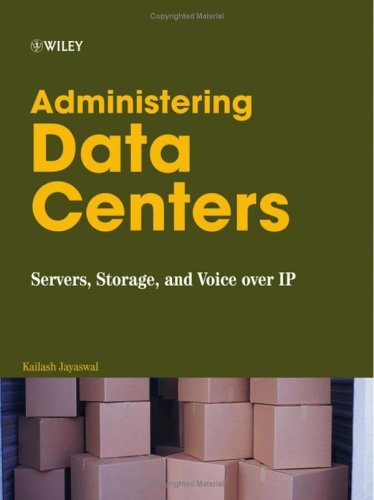 Copyrighted Material
WILEY
Administering
Data
Centers
Servers, Storage, and Voice over IP
Kailash Jayaswal
Copyrighted Material